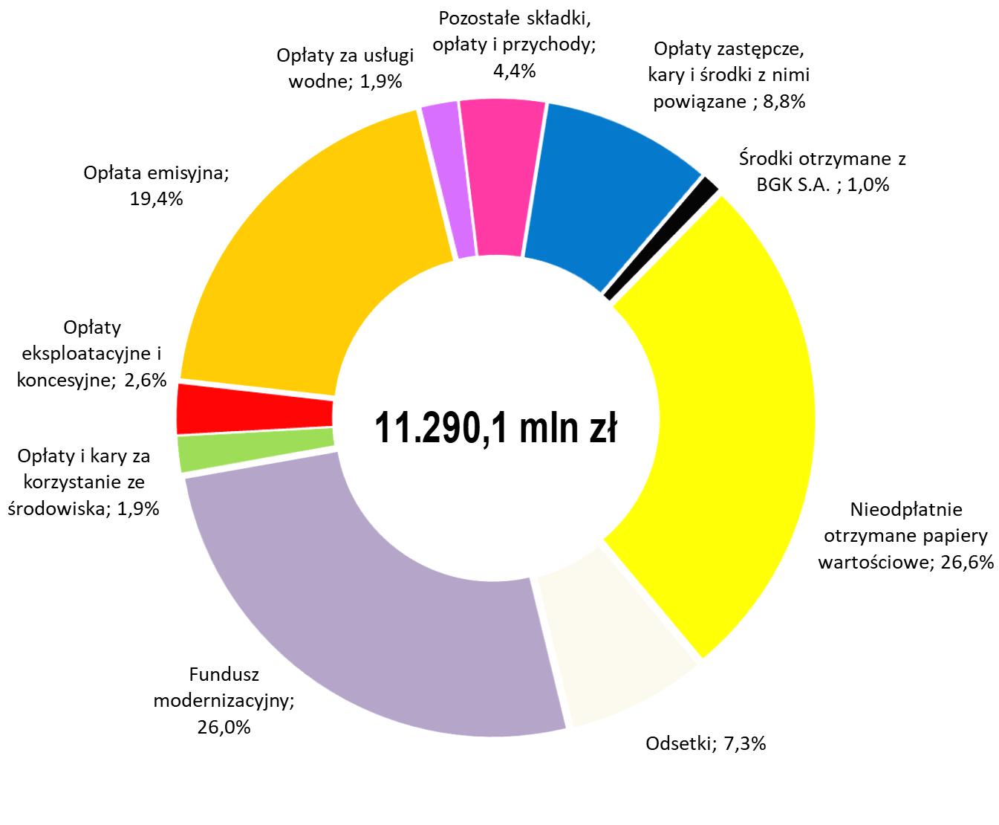 Pozostałe składki,
opłaty i przychody;
4,4%
Opłaty za usługi
wodne; 1,9%
Opłaty zastępcze,
kary i środki z nimi
powiązane ; 8,8%
Środki otrzymane z
BGK S.A. ; 1,0%
Opłata emisyjna;
19,4%
Opłaty
eksploatacyjne i
koncesyjne; 2,6%
11.290,1 mln zł
Opłaty i kary za
korzystanie ze
środowiska; 1,9%
Nieodpłatnie
otrzymane papiery
wartościowe; 26,6%
Fundusz
modernizacyjny;
26,0%
Odsetki; 7,3%